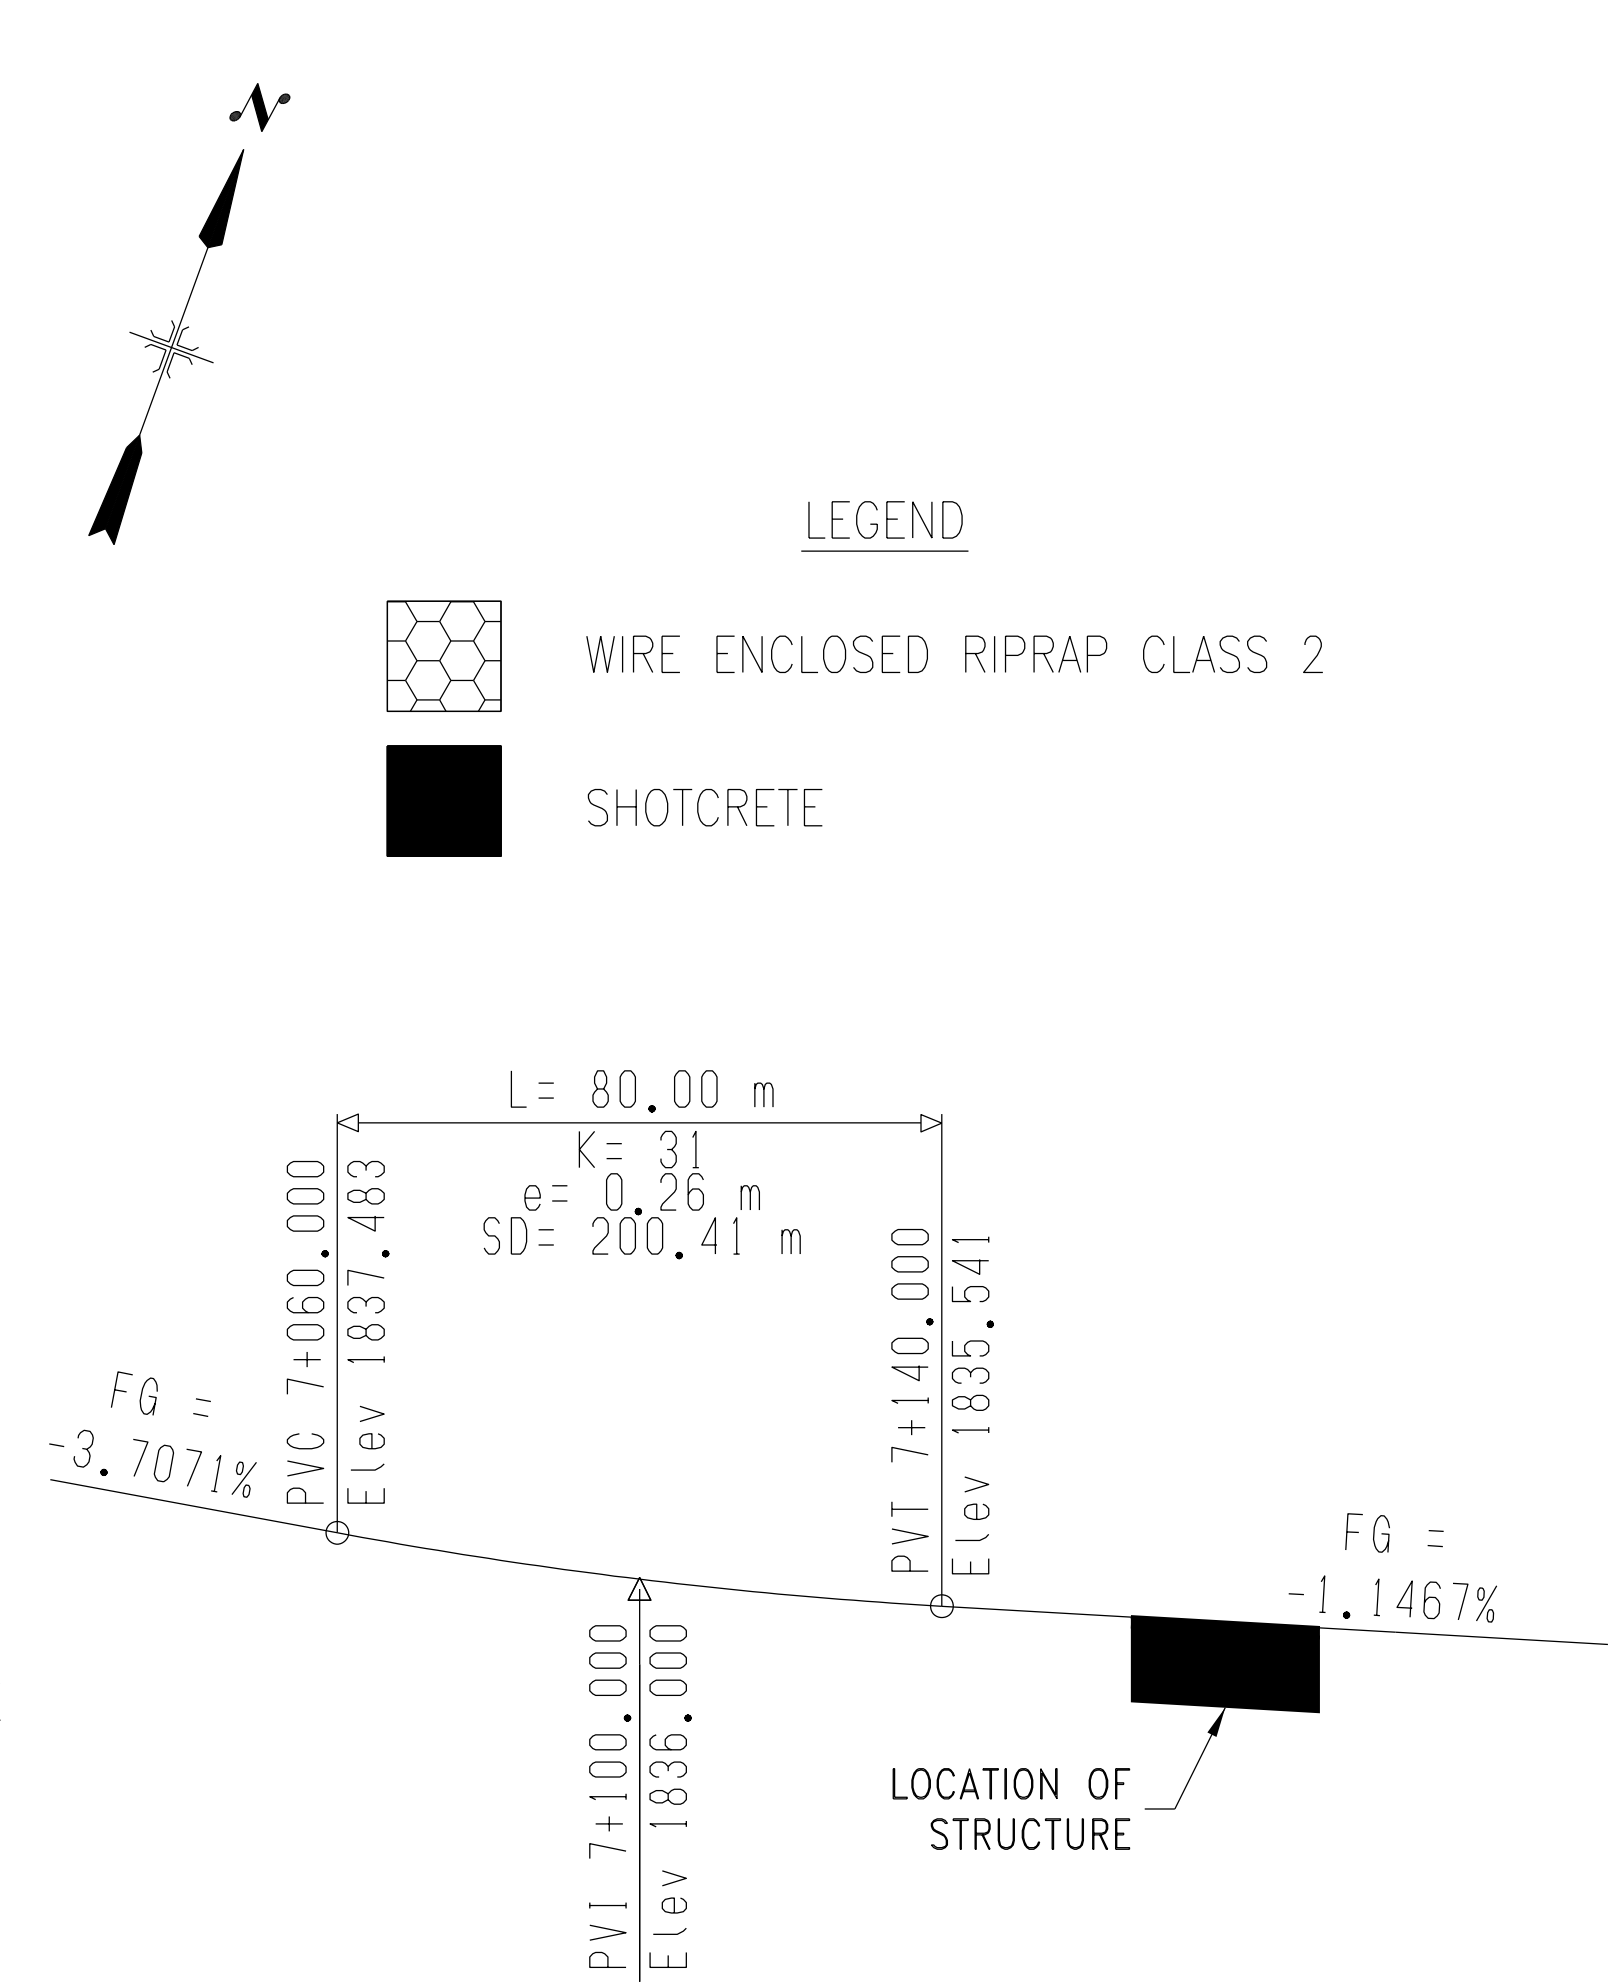 N
LEGEND
WIRE ENCLOSED RIPRAP CLASS 2
SHOTCRETE
L= 80.00 m
K= 31
e= 0.26 m
SD= 200.41 m
PVC 7+060.000
Elev 1837.483
PVT 7+140.000
Elev 1835.541
FG =
-3.7071%
FG =
-1.1467%
PVI 7+100.000
Elev 1836.000
LOCATION OF
STRUCTURE